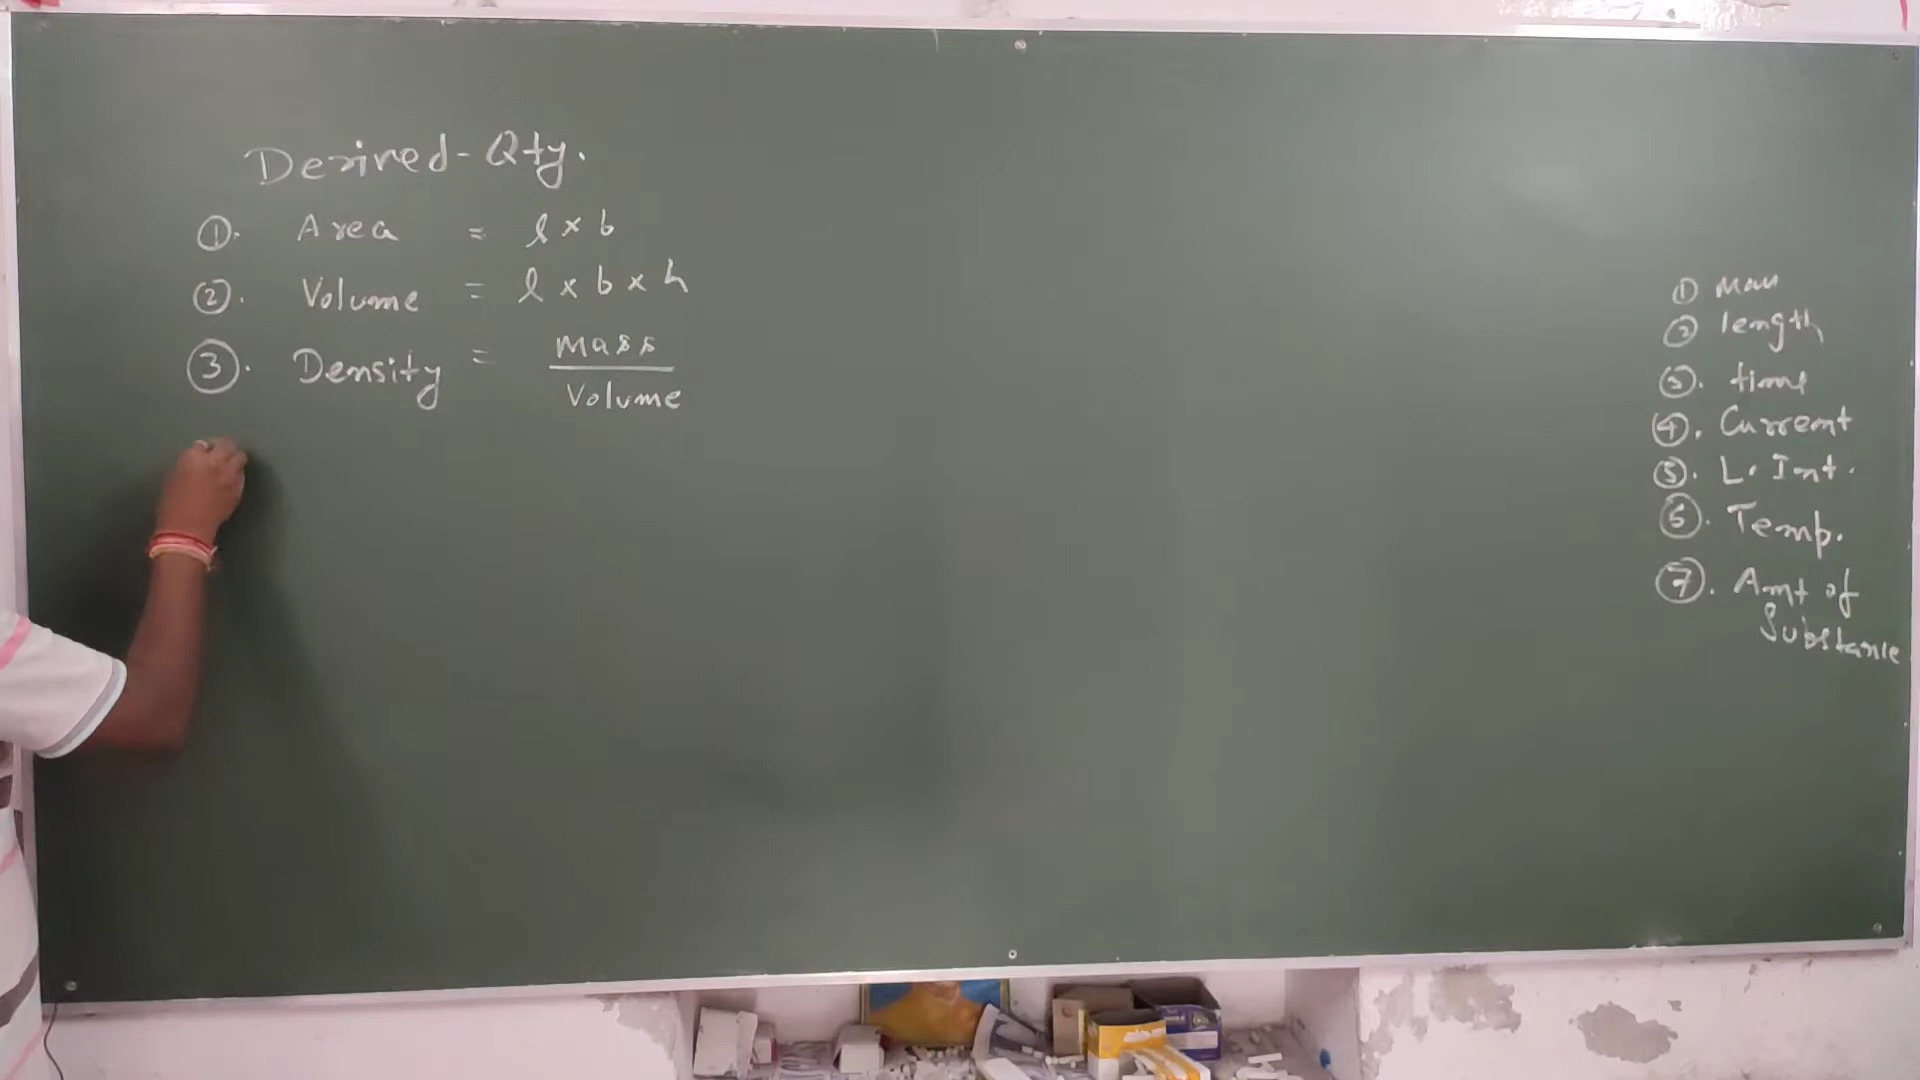 Derived-Qty.
①. Area = l × b
②. Volume = l × b × h
③. Density = Mass / Volume
① Mass
② length
③. time
④. Current
⑤. L. Int.
⑥. Temp.
⑦. Amt of
Substance